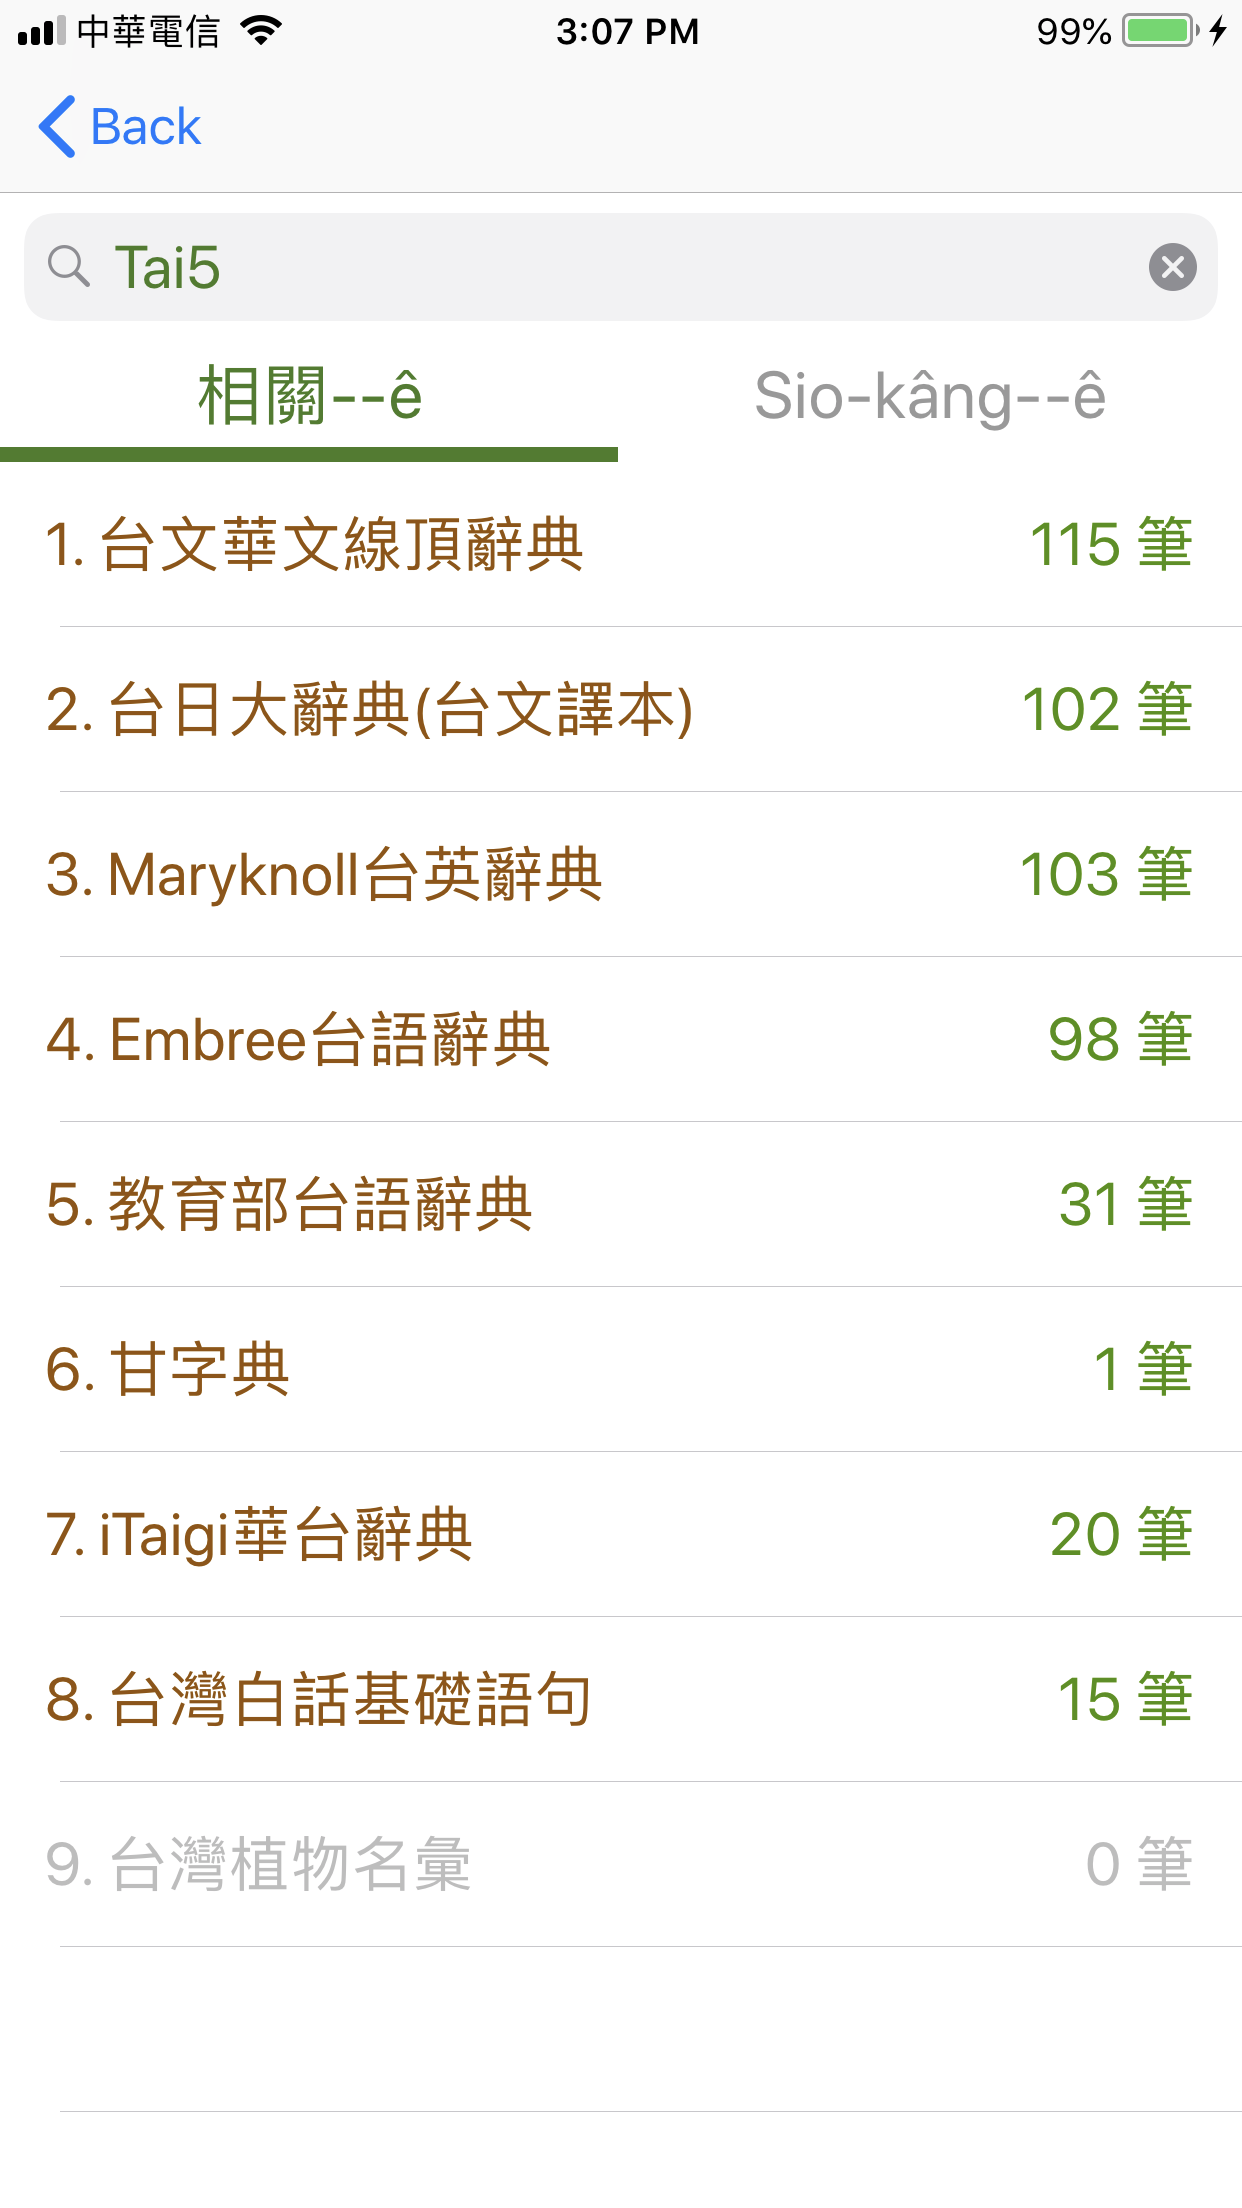 中華電信 3:07 PM 99%
Back
Tai5
相關--ê Sio-kâng--ê
1. 台文華文線頂辭典 115 筆
2. 台日大辭典(台文譯本) 102 筆
3. Maryknoll台英辭典 103 筆
4. Embree台語辭典 98 筆
5. 教育部台語辭典 31 筆
6. 甘字典 1 筆
7. iTaigi華台辭典 20 筆
8. 台灣白話基礎語句 15 筆
9. 台灣植物名彙 0 筆